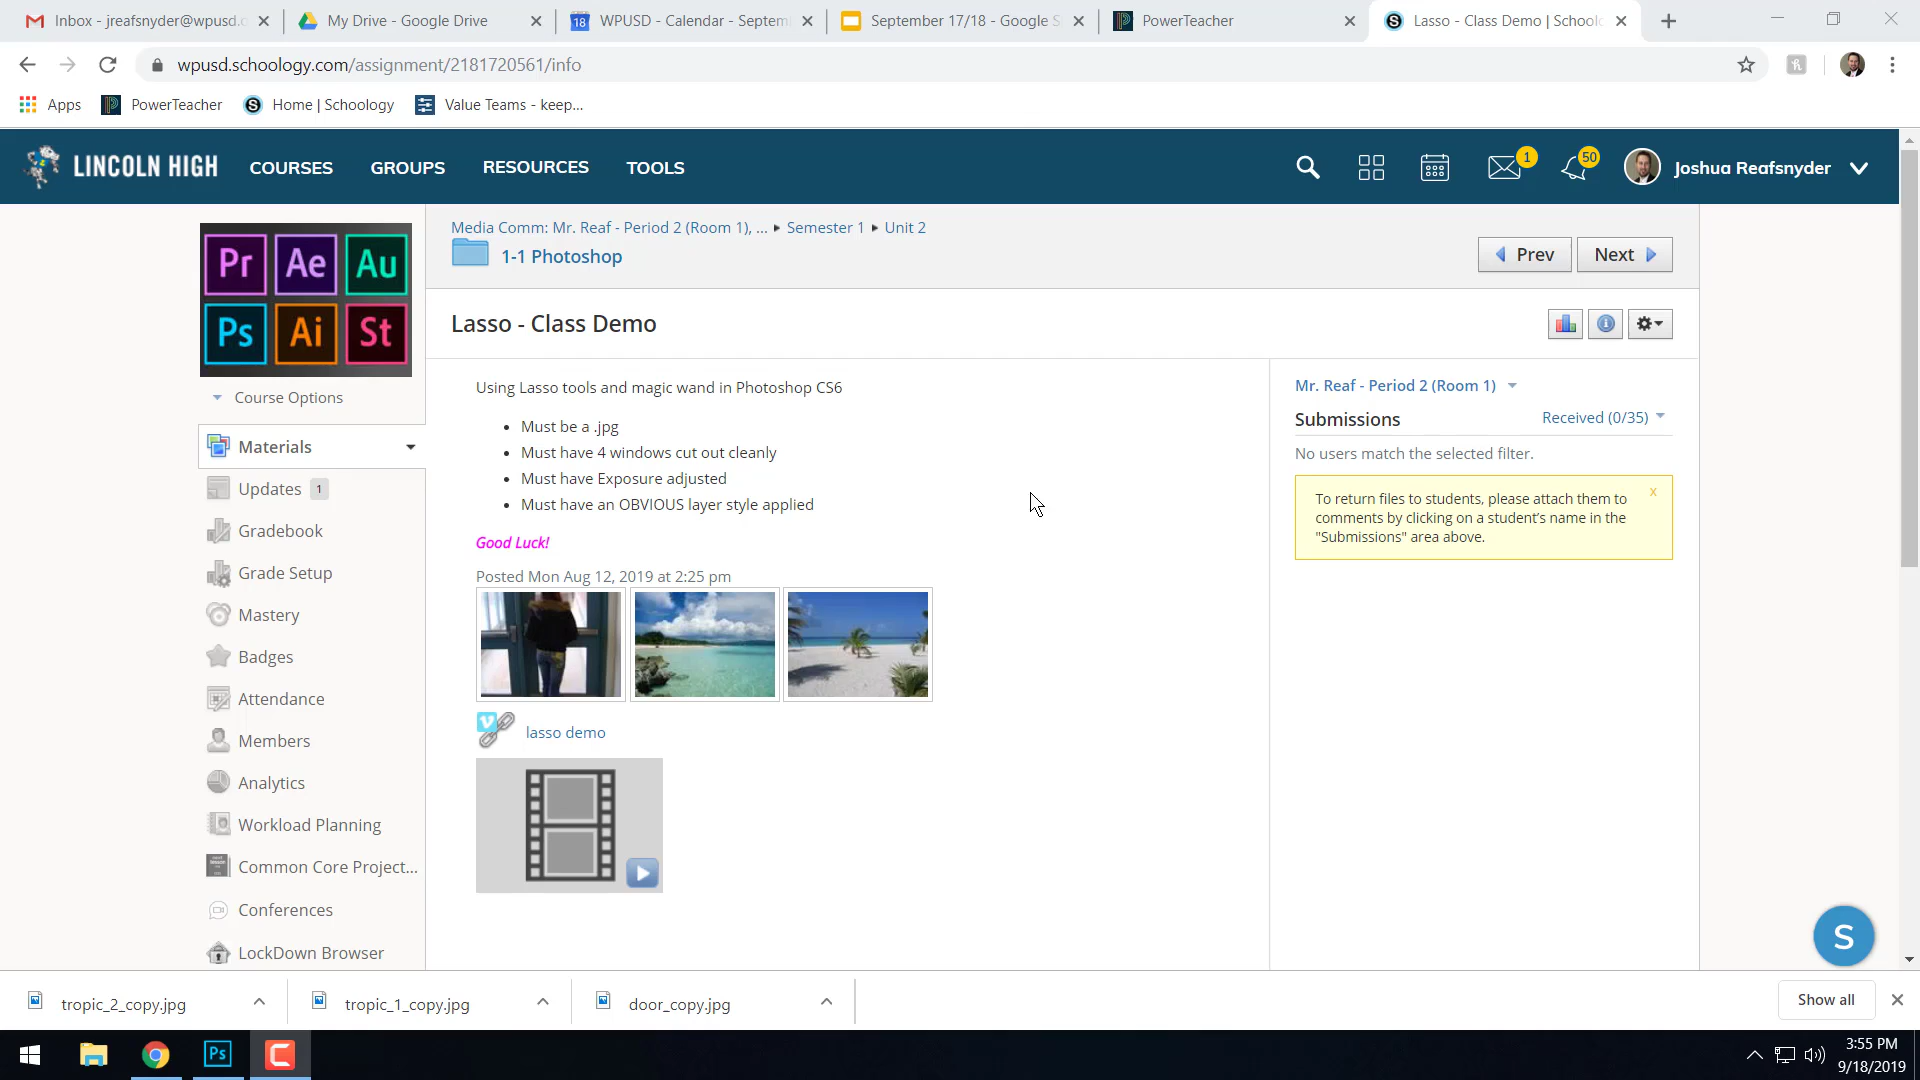 Inbox - jreafsnyder@wpusd.o
My Drive - Google Drive
WPUSD - Calendar - Septem
September 17/18 - Google S
PowerTeacher
Lasso - Class Demo | Schoolo
wpusd.schoology.com/assignment/2181720561/info
Apps
PowerTeacher
Home | Schoology
Value Teams - keep...
LINCOLN HIGH
COURSES
GROUPS
RESOURCES
TOOLS
1
50
Joshua Reafsnyder
Pr Ae Au
Ps Ai St
Media Comm: Mr. Reaf - Period 2 (Room 1), ... ▸ Semester 1 ▸ Unit 2
1-1 Photoshop
Prev
Next
Lasso - Class Demo
Course Options
Materials
Updates 1
Gradebook
Grade Setup
Mastery
Badges
Attendance
Members
Analytics
Workload Planning
Common Core Project...
Conferences
LockDown Browser
Using Lasso tools and magic wand in Photoshop CS6
• Must be a .jpg
• Must have 4 windows cut out cleanly
• Must have Exposure adjusted
• Must have an OBVIOUS layer style applied
Good Luck!
Posted Mon Aug 12, 2019 at 2:25 pm
lasso demo
Mr. Reaf - Period 2 (Room 1)
Submissions
Received (0/35)
No users match the selected filter.
To return files to students, please attach them to
comments by clicking on a student’s name in the
"Submissions" area above.
x
S
tropic_2_copy.jpg
tropic_1_copy.jpg
door_copy.jpg
Show all
Ps
3:55 PM
9/18/2019